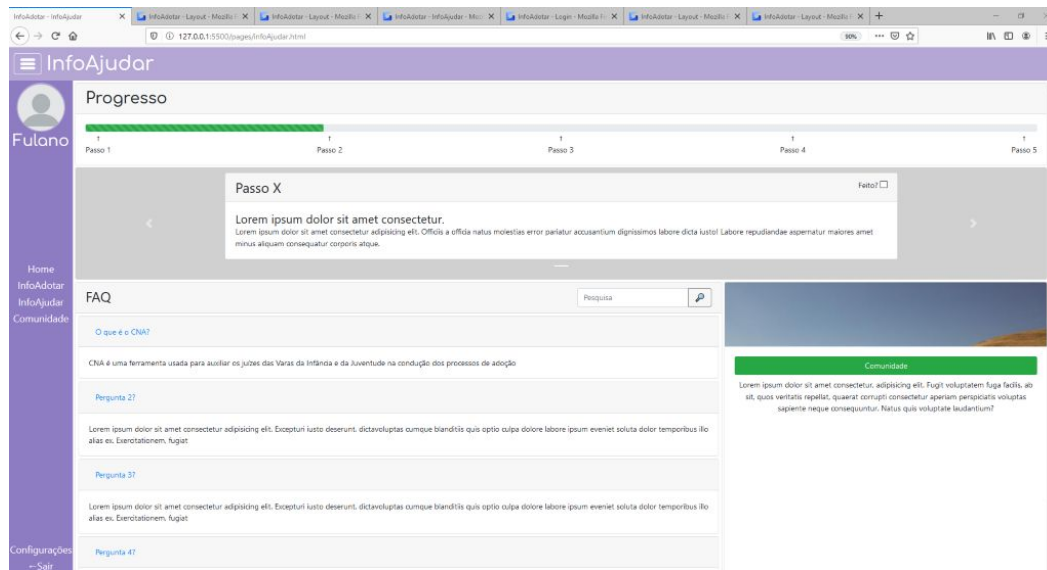 InfoAdotar - InfoAjudar
InfoAdotar - Layout - Mozilla Fi
InfoAdotar - Layout - Mozilla Fi
InfoAdotar - InfoAjudar - Mozi
InfoAdotar - Login - Mozilla Fi
InfoAdotar - Layout - Mozilla Fi
InfoAdotar - Layout - Mozilla Fi
127.0.0.1:5500/pages/InfoAjudar.html
90%
InfoAjudar
Fulano
Home
InfoAdotar
InfoAjudar
Comunidade
Configurações
←Sair
Progresso
↑ ↑ ↑ ↑ ↑
Passo 1 Passo 2 Passo 3 Passo 4 Passo 5
Passo X Feito?
Lorem ipsum dolor sit amet consectetur.
Lorem ipsum dolor sit amet consectetur adipisicing elit. Officiis a officia natus molestias error pariatur accusantium dignissimos labore dicta iusto! Labore repudiandae aspernatur maiores amet
minus aliquam consequatur corporis atque.
FAQ Pesquisa
O que é o CNA?
CNA é uma ferramenta usada para auxiliar os juízes das Varas da Infância e da Juventude na condução dos processos de adoção
Pergunta 2?
Lorem ipsum dolor sit amet consectetur adipisicing elit. Excepturi iusto deserunt, dictavoluptas cumque blanditiis quis optio culpa dolore labore ipsum eveniet soluta dolor temporibus illo
alias ex. Exercitationem, fugiat
Pergunta 3?
Lorem ipsum dolor sit amet consectetur adipisicing elit. Excepturi iusto deserunt, dictavoluptas cumque blanditiis quis optio culpa dolore labore ipsum eveniet soluta dolor temporibus illo
alias ex. Exercitationem, fugiat
Pergunta 4?
Comunidade
Lorem ipsum dolor sit amet consectetur, adipisicing elit. Fugit voluptatem fuga facilis, ab
sit, quos veritatis repellat, quaerat corrupti consectetur aperiam perspiciatis voluptas
sapiente neque consequuntur. Natus quis voluptate laudantium?